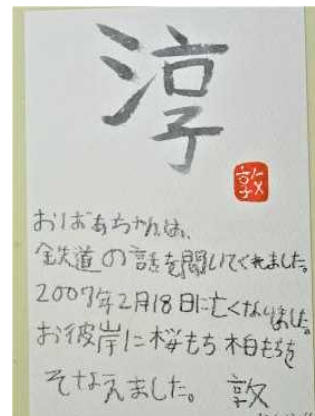 淳
敦
おばあちゃんは、
鉄道の話を聞いてくれました。
2007年2月18日に亡くなりました。
お彼岸に桜もち柏もちを
そなえました。 敦